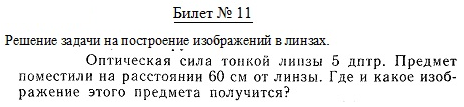 Билет № 11
Решение задачи на построение изображений в линзах.
Оптическая сила тонкой линзы 5 дптр. Предмет
поместили на расстоянии 60 см от линзы. Где и какое изоб-
ражение этого предмета получится?